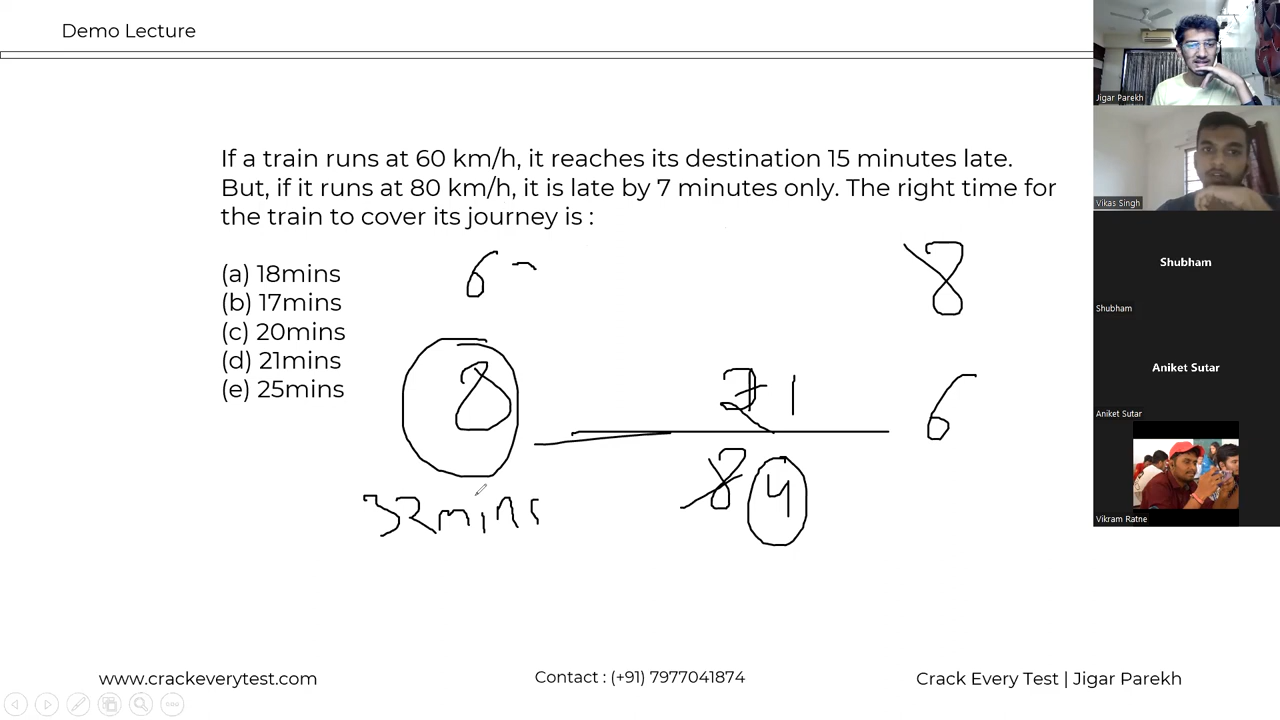 Demo Lecture
If a train runs at 60 km/h, it reaches its destination 15 minutes late.
But, if it runs at 80 km/h, it is late by 7 minutes only. The right time for
the train to cover its journey is :
(a) 18mins
(b) 17mins
(c) 20mins
(d) 21mins
(e) 25mins
6
8
8
2 1
6
8 4
32mins
www.crackeverytest.com
Contact : (+91) 7977041874
Crack Every Test | Jigar Parekh
Jigar Parekh
Vikas Singh
Shubham
Shubham
Aniket Sutar
Aniket Sutar
Vikram Ratne